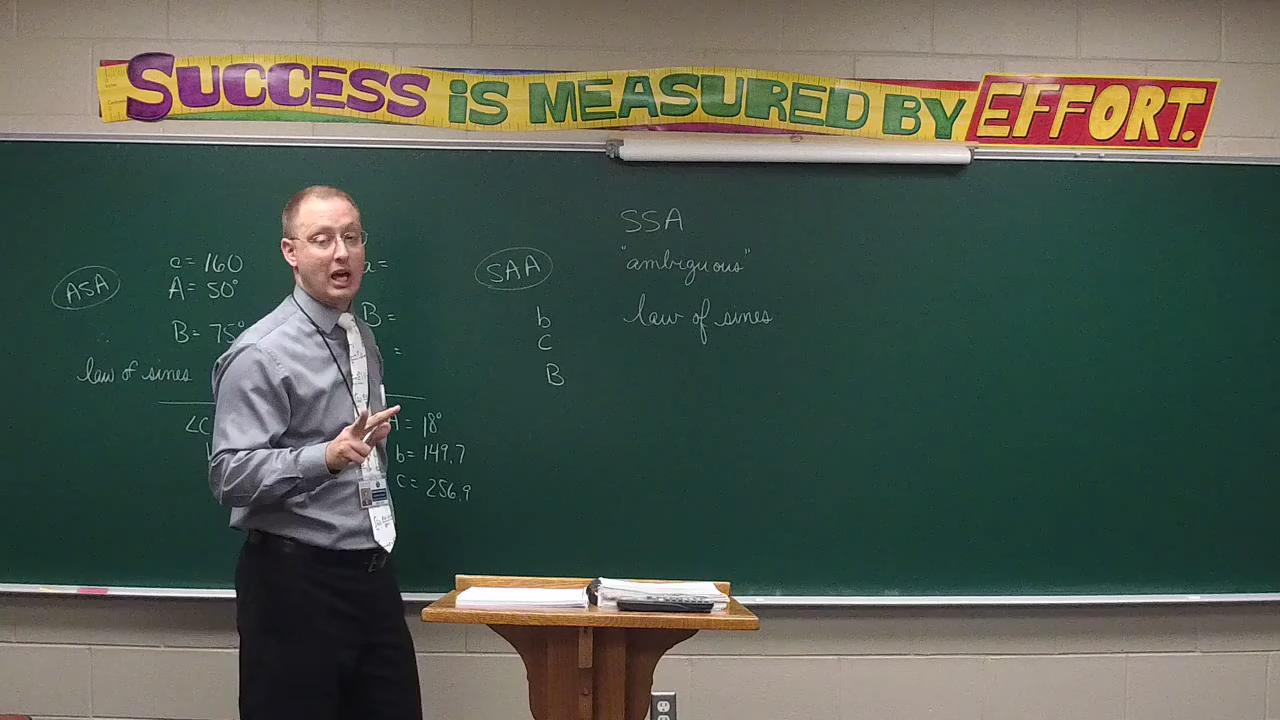 SUCCESS iS MEASURED BY EFFORT.
ASA
c = 160
A = 50°
B = 75°
law of sines
∠C
a =
B =
=
A = 18°
b = 149.7
c = 256.9
SAA
b
C
B
SSA
"ambiguous"
law of sines